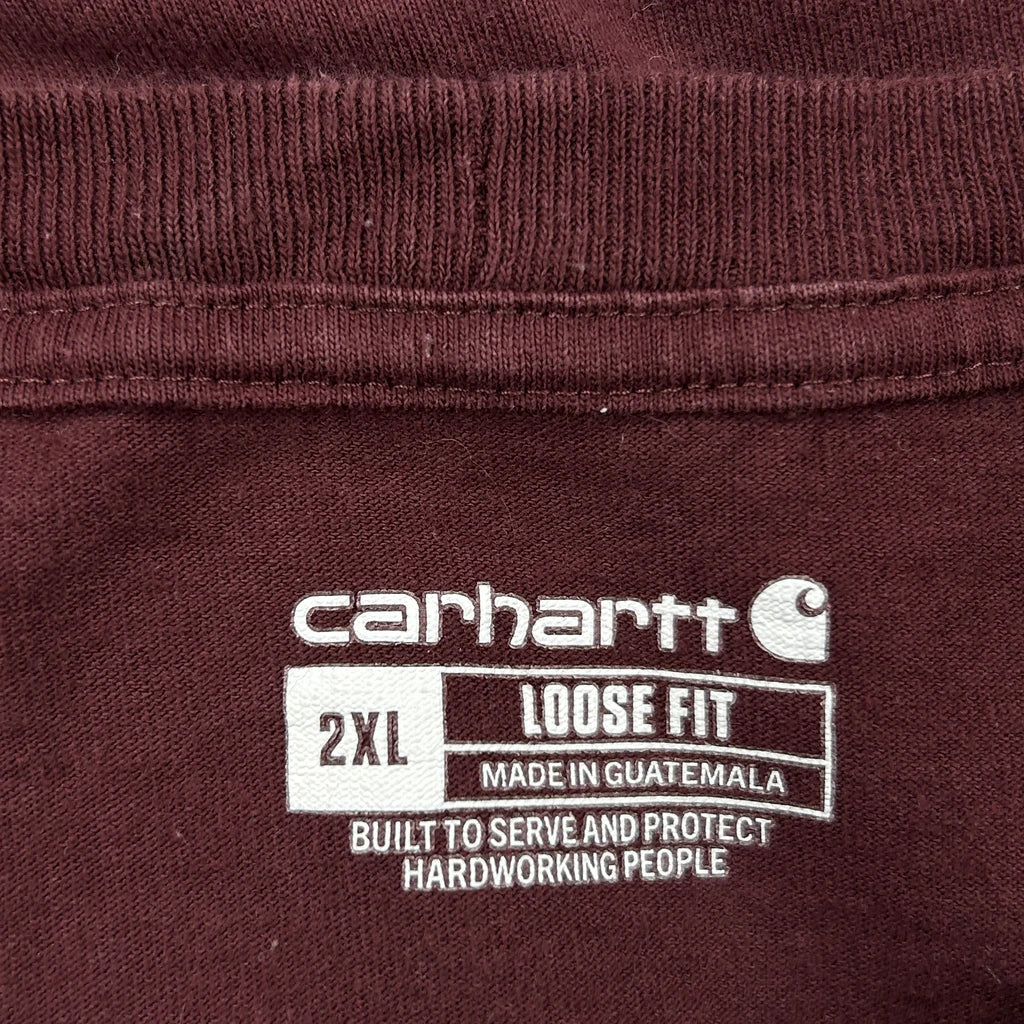 carhartt
2XL
LOOSE FIT
MADE IN GUATEMALA
BUILT TO SERVE AND PROTECT
HARDWORKING PEOPLE